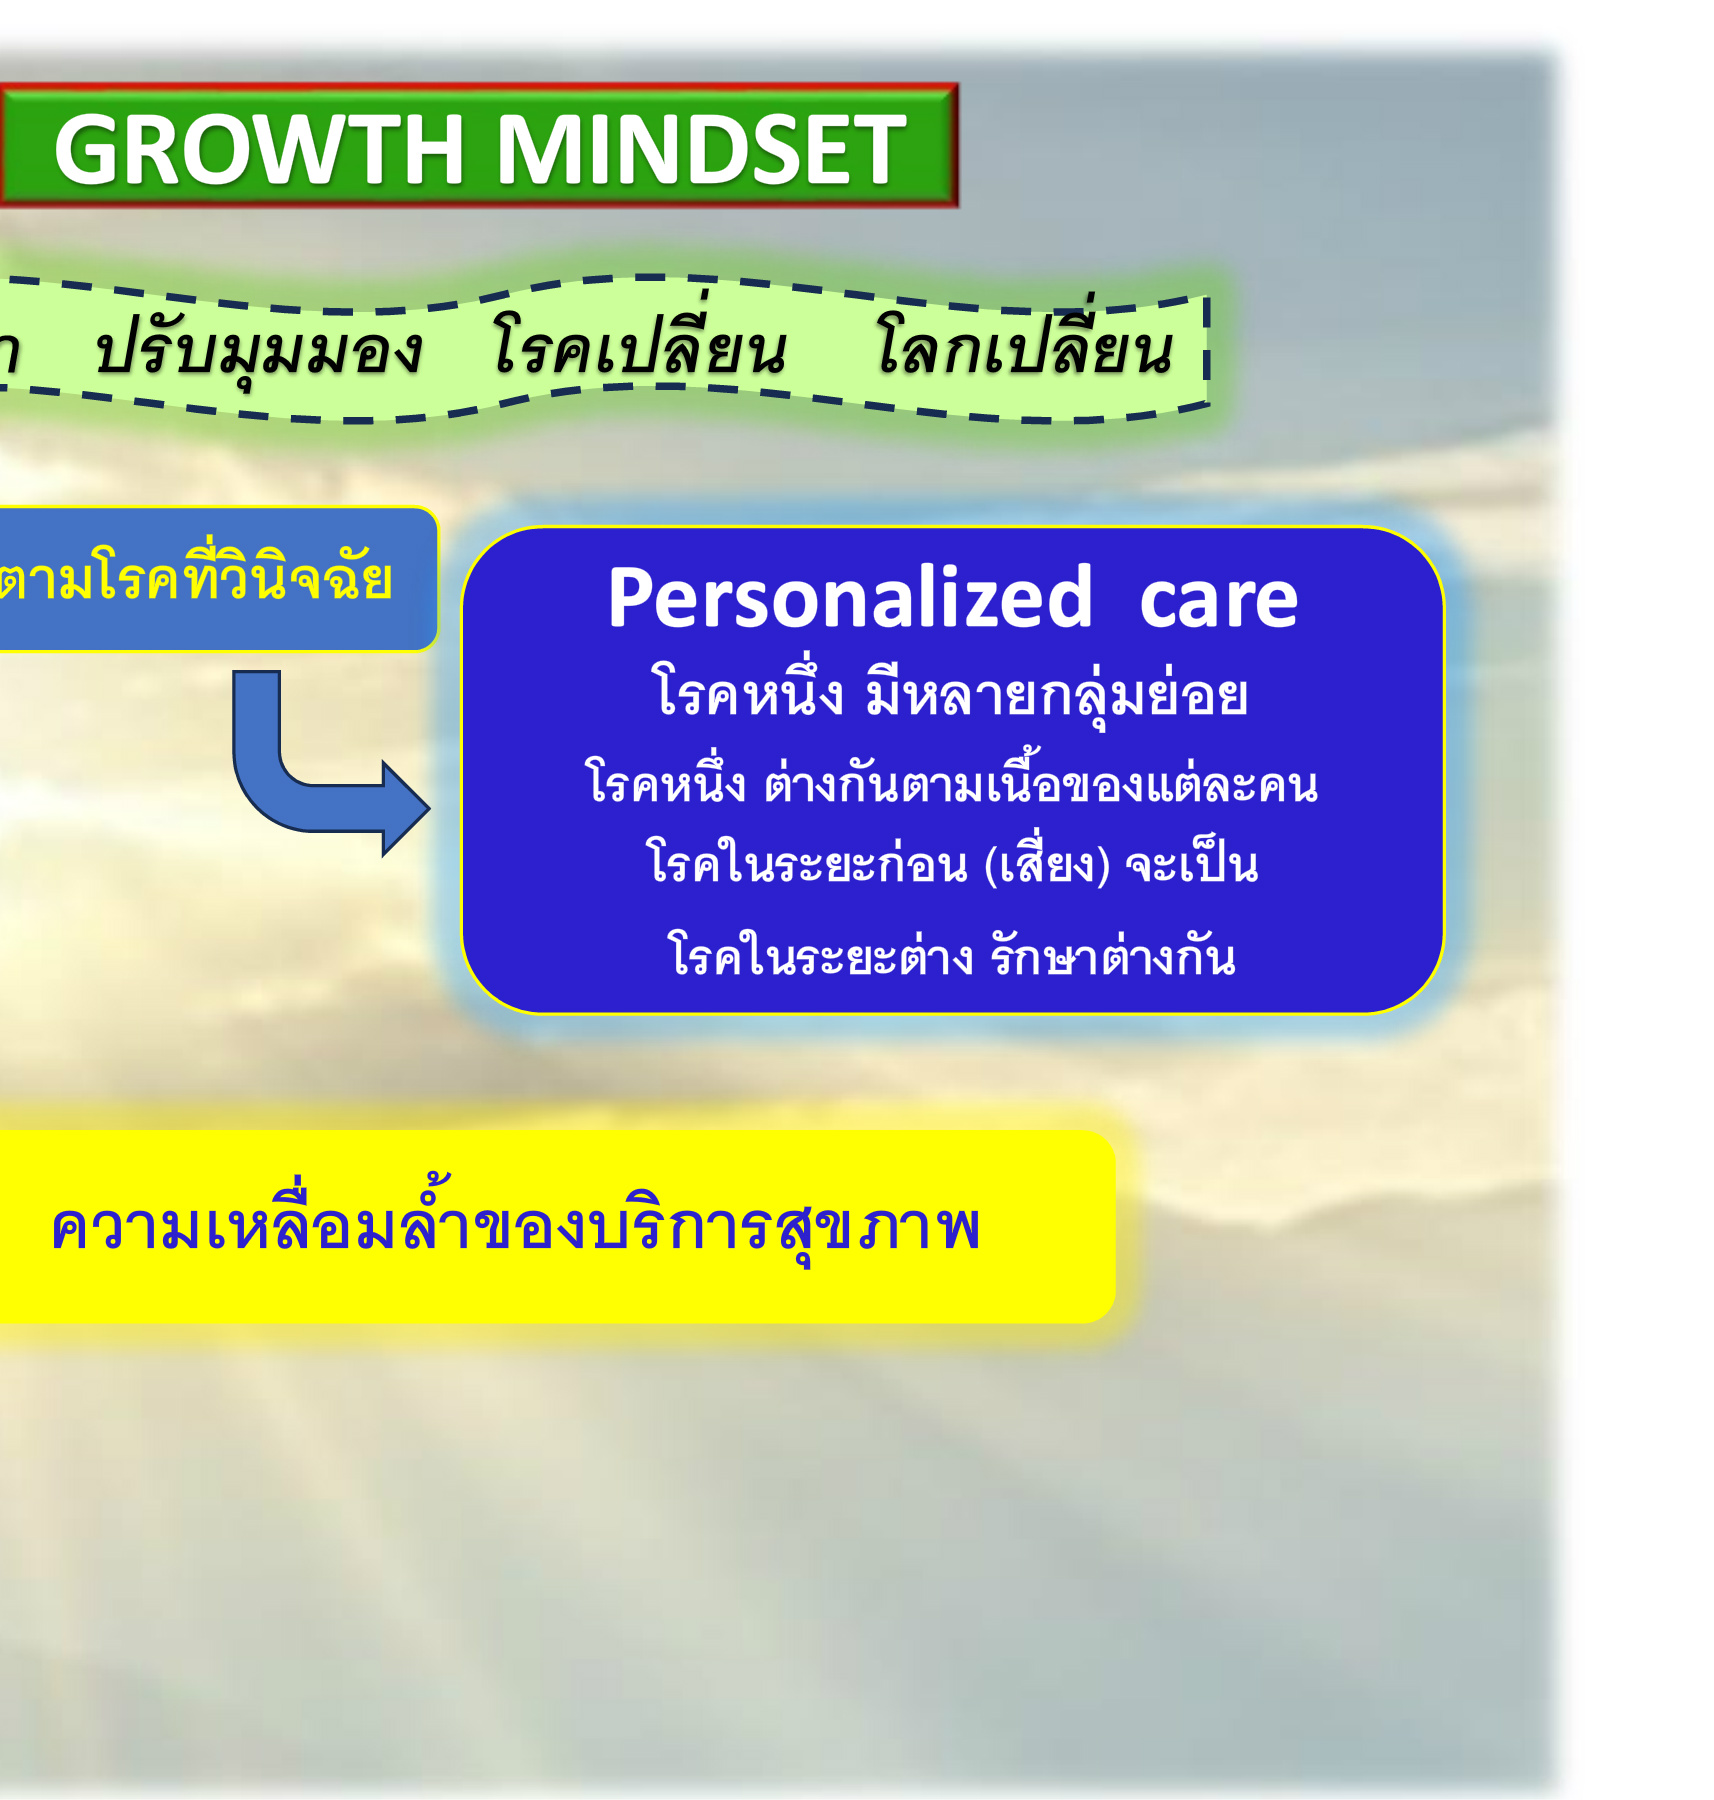 GROWTH MINDSET
ปรับมุมมอง โรคเปลี่ยน โลกเปลี่ยน
ตามโรคที่วินิจฉัย
Personalized care
โรคหนึ่ง มีหลายกลุ่มย่อย
โรคหนึ่ง ต่างกันตามเนื้อของแต่ละคน
โรคในระยะก่อน (เสี่ยง) จะเป็น
โรคในระยะต่าง รักษาต่างกัน
ความเหลื่อมล้ำของบริการสุขภาพ